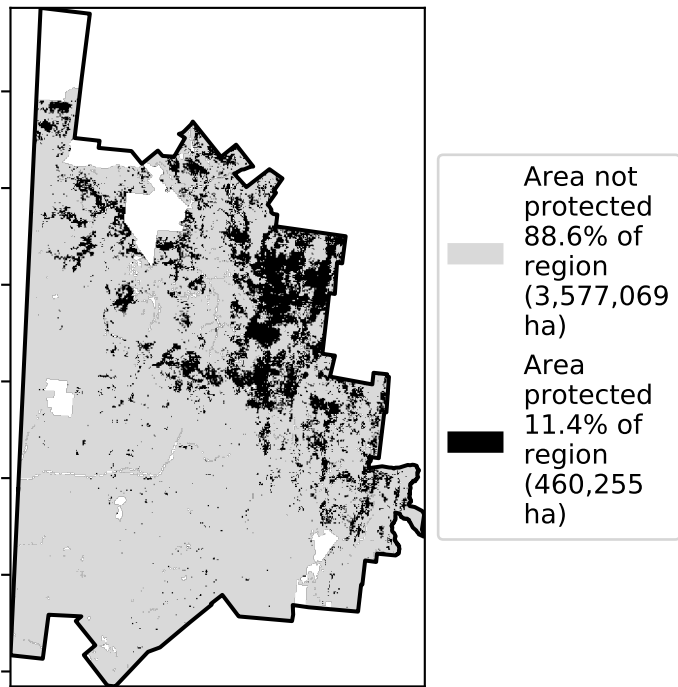 Area not
protected
88.6% of
region
(3,577,069
ha)
Area
protected
11.4% of
region
(460,255
ha)